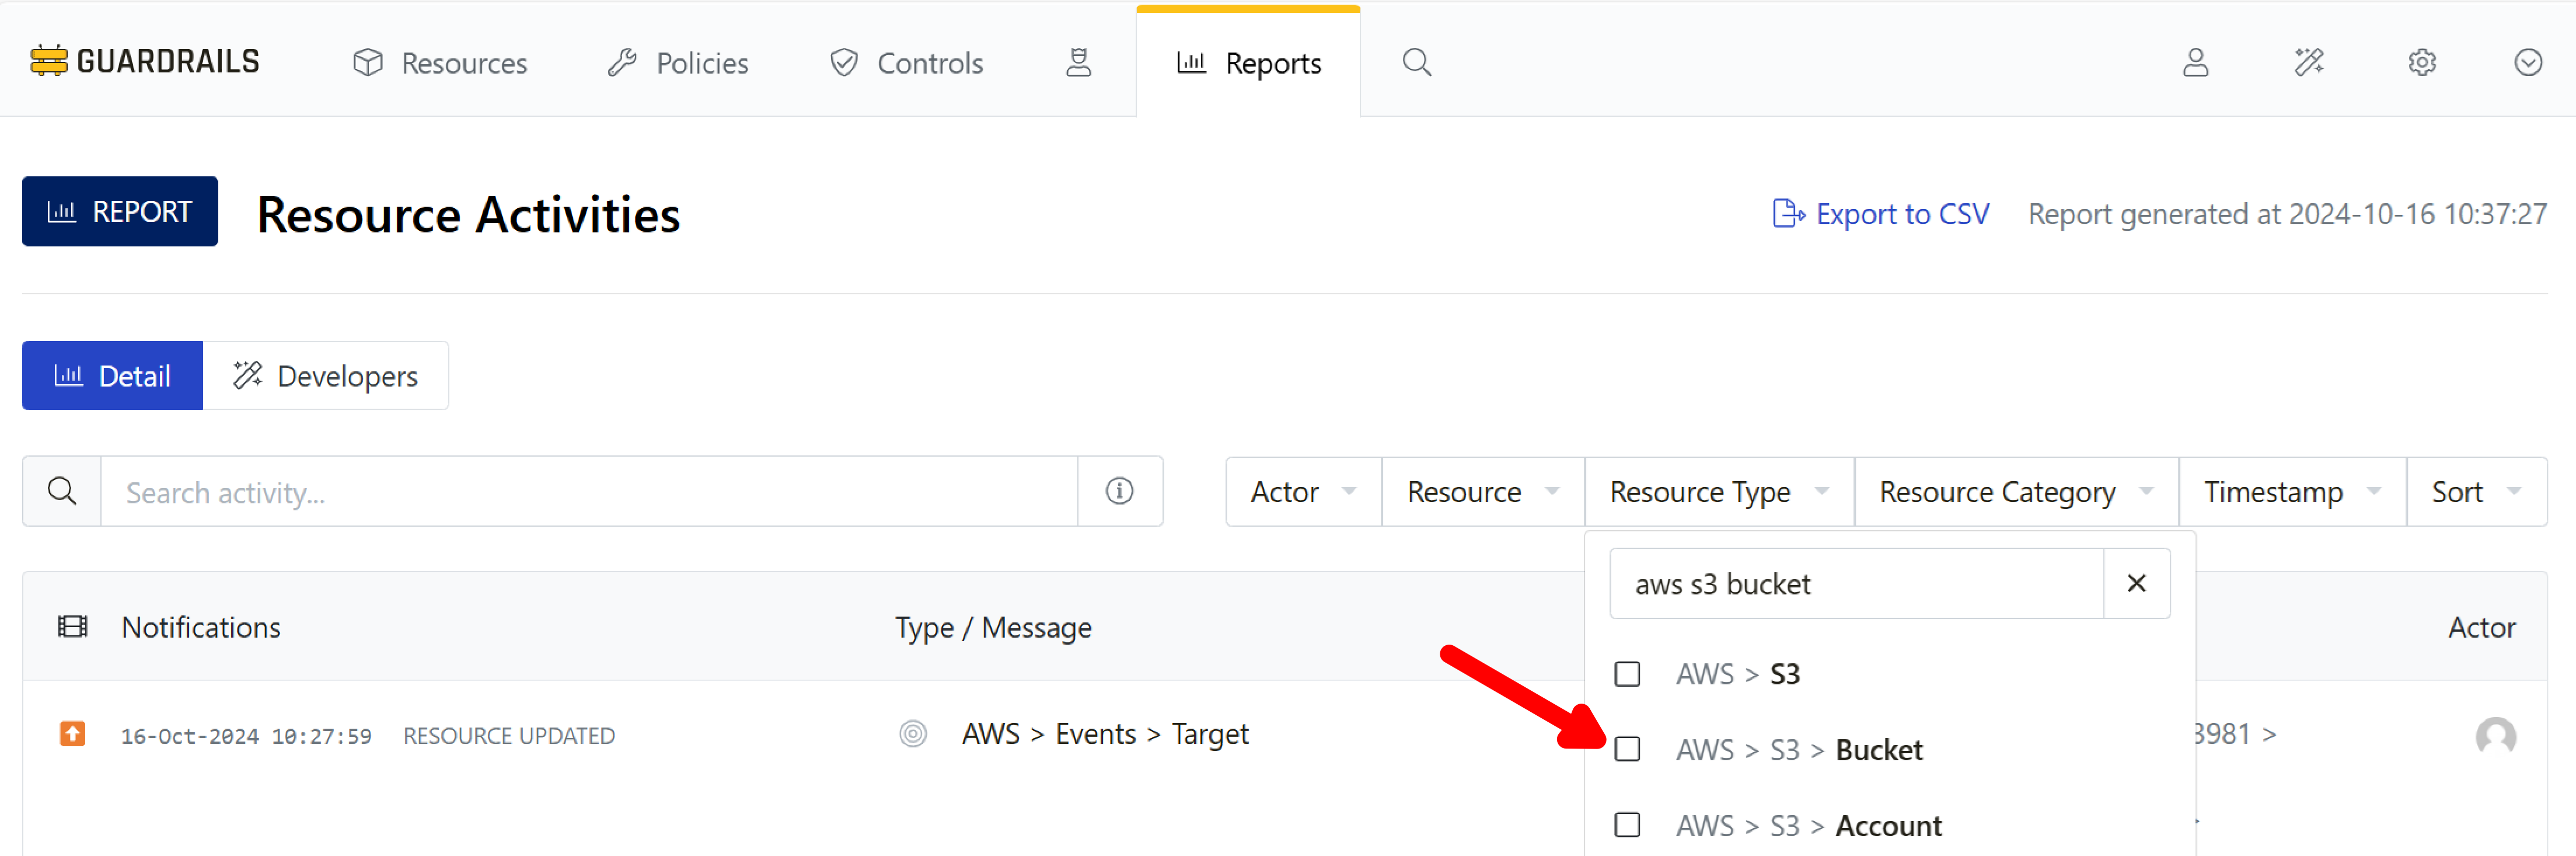 GUARDRAILS Resources Policies Controls Reports
REPORT Resource Activities Export to CSV Report generated at 2024-10-16 10:37:27
Detail Developers
Search activity... Actor Resource Resource Type Resource Category Timestamp Sort
aws s3 bucket
Notifications Type / Message Actor
AWS > S3
16-Oct-2024 10:27:59 RESOURCE UPDATED AWS > Events > Target 3981 >
AWS > S3 > Bucket
AWS > S3 > Account